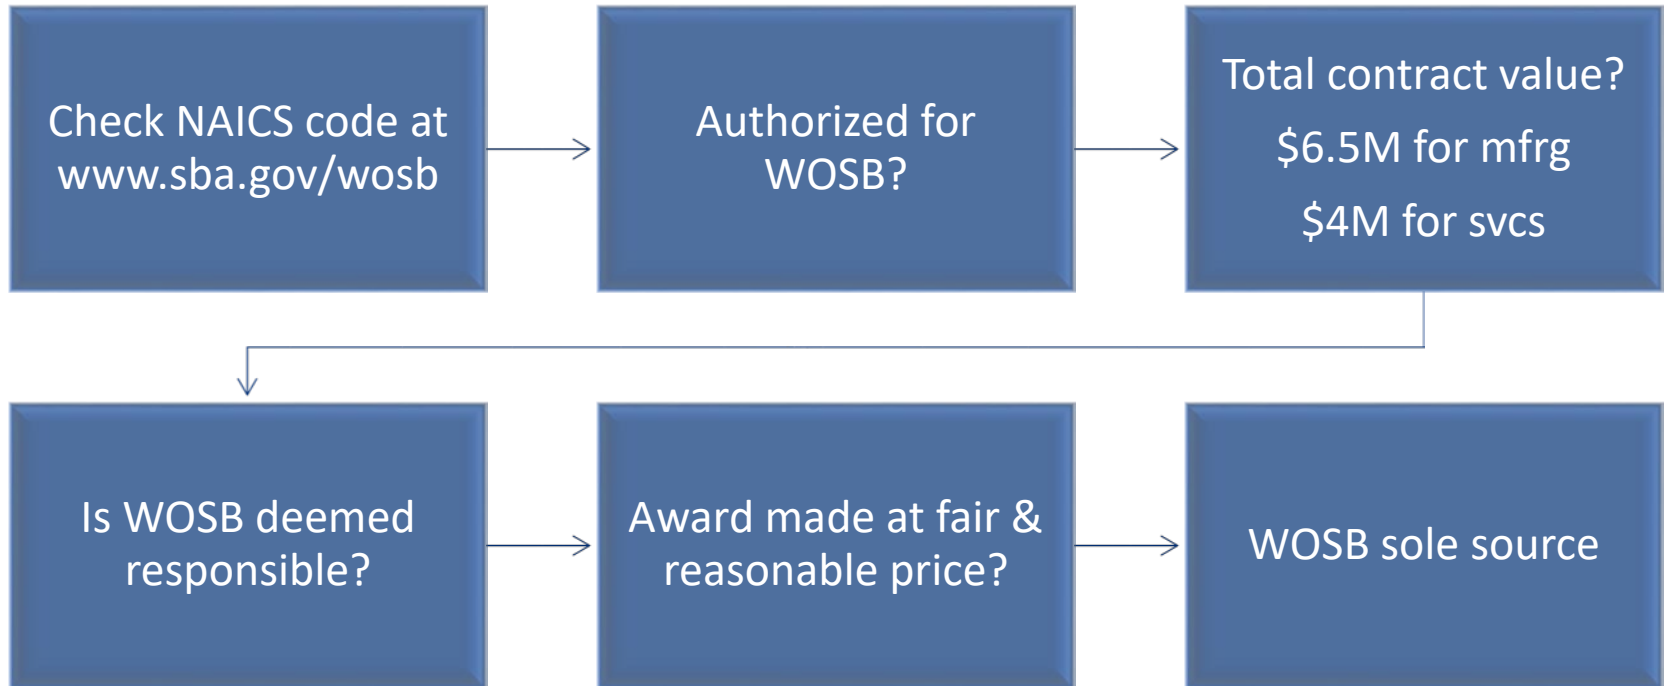 Check NAICS code at
www.sba.gov/wosb
Authorized for
WOSB?
Total contract value?
$6.5M for mfrg
$4M for svcs
Is WOSB deemed
responsible?
Award made at fair &
reasonable price?
WOSB sole source